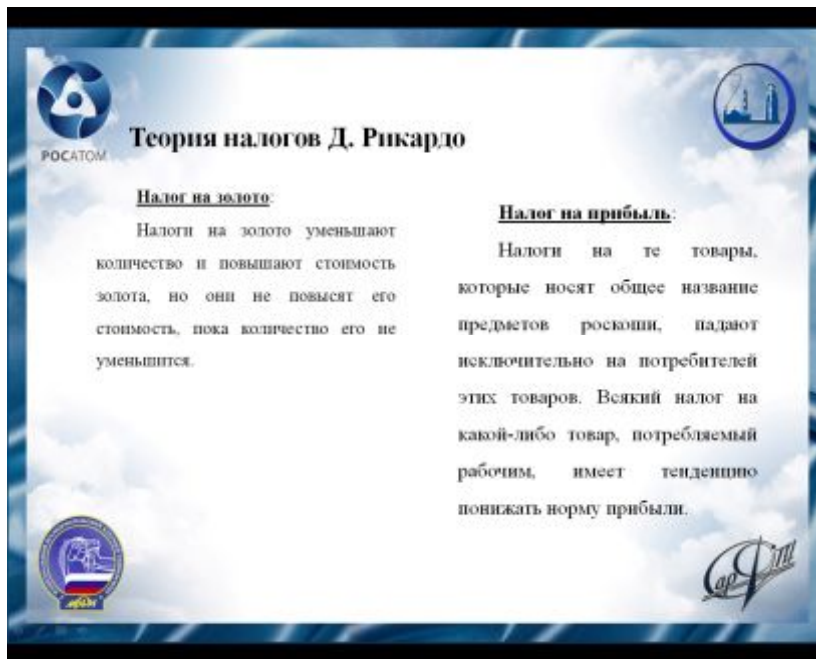 РОСАТОМ
Теория налогов Д. Рикардо
Налог на золото:
Налоги на золото уменьшают
количество и повышают стоимость
золота, но они не повысят его
стоимость, пока количество его не
уменьшится.
Налог на прибыль:
Налоги на те товары,
которые носят общее название
предметов роскоши, падают
исключительно на потребителей
этих товаров. Всякий налог на
какой-либо товар, потребляемый
рабочим, имеет тенденцию
понижать норму прибыли.